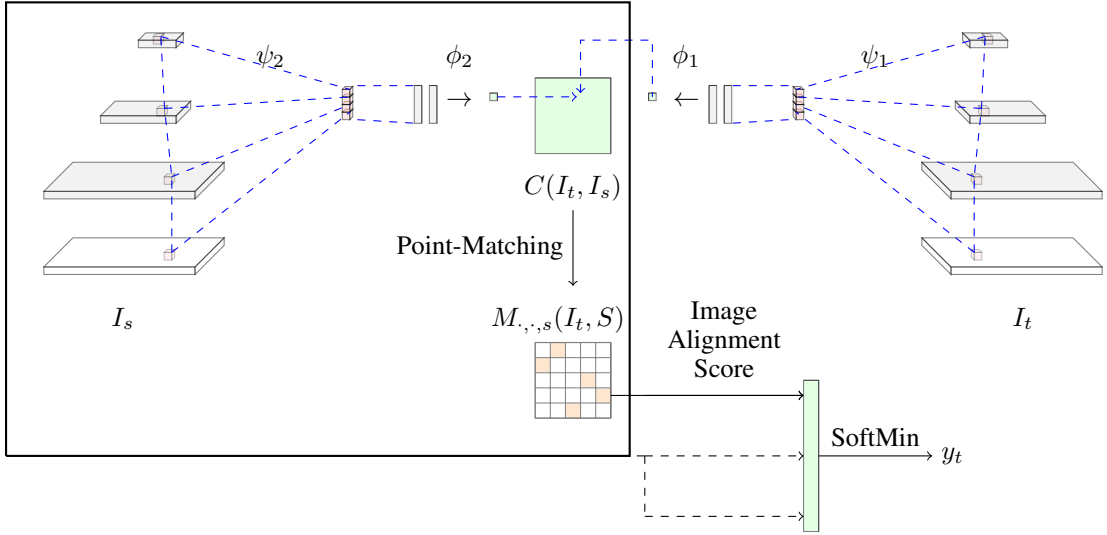 ψ₂
ϕ₂
ϕ₁
ψ₁
C(Iₜ, Iₛ)
Point-Matching
Iₛ
M.,.,ₛ(Iₜ, S)
Image
Alignment
Score
Iₜ
SoftMin
yₜ